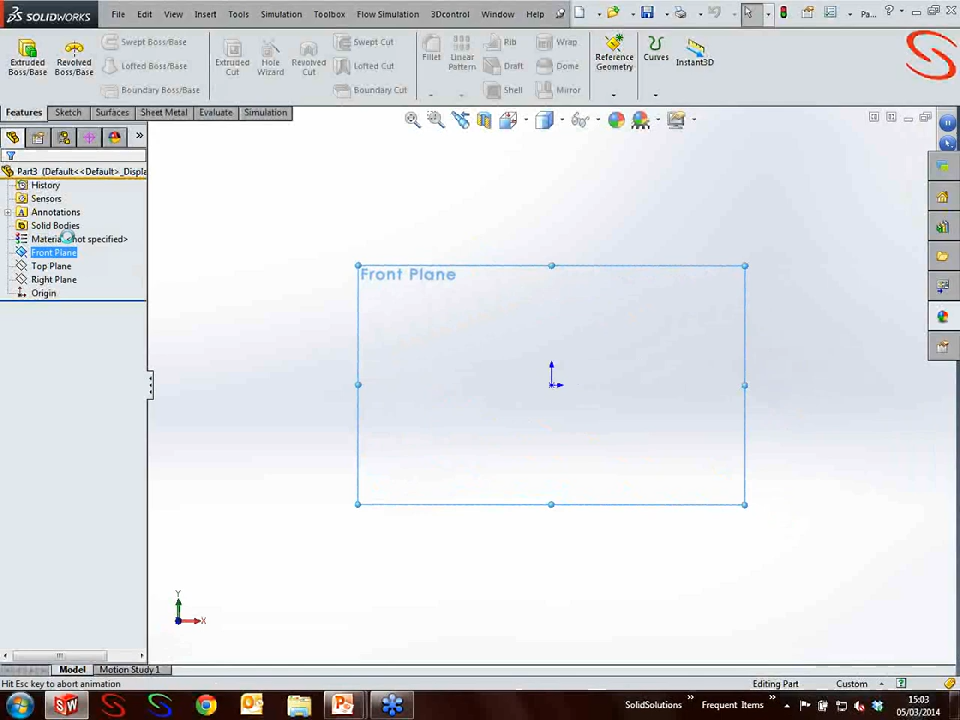 SOLIDWORKS File Edit View Insert Tools Simulation Toolbox Flow Simulation 3Dcontrol Window Help Pa...
Extruded Boss/Base
Revolved Boss/Base
Swept Boss/Base
Lofted Boss/Base
Boundary Boss/Base
Extruded Cut
Hole Wizard
Revolved Cut
Swept Cut
Lofted Cut
Boundary Cut
Fillet
Linear Pattern
Rib
Draft
Shell
Wrap
Dome
Mirror
Reference Geometry
Curves
Instant3D
Features Sketch Surfaces Sheet Metal Evaluate Simulation
Part3 (Default<<Default>_Displa
History
Sensors
Annotations
Solid Bodies
not specified>
Front Plane
Top Plane
Right Plane
Origin
Front Plane
Y
X
Model Motion Study 1
Hit Esc key to abort animation Editing Part Custom
SolidSolutions Frequent Items
15:03
05/03/2014